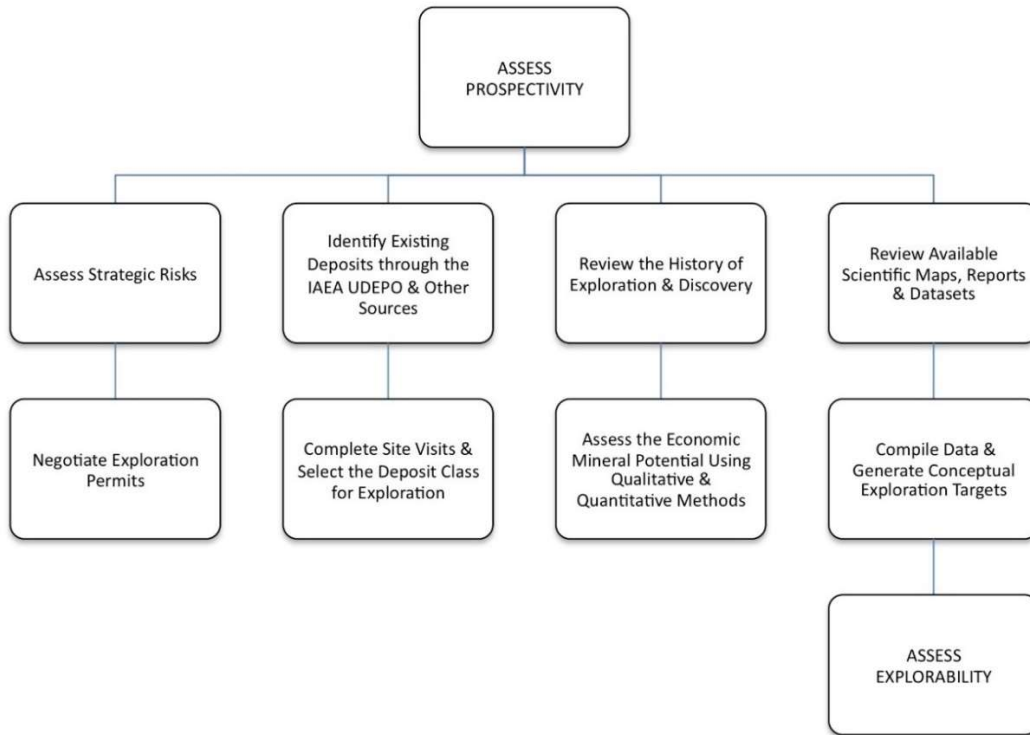 ASSESS
PROSPECTIVITY
Assess Strategic Risks
Identify Existing
Deposits through the
IAEA UDEPO & Other
Sources
Review the History of
Exploration & Discovery
Review Available
Scientific Maps, Reports
& Datasets
Negotiate Exploration
Permits
Complete Site Visits &
Select the Deposit Class
for Exploration
Assess the Economic
Mineral Potential Using
Qualitative &
Quantitative Methods
Compile Data &
Generate Conceptual
Exploration Targets
ASSESS
EXPLORABILITY